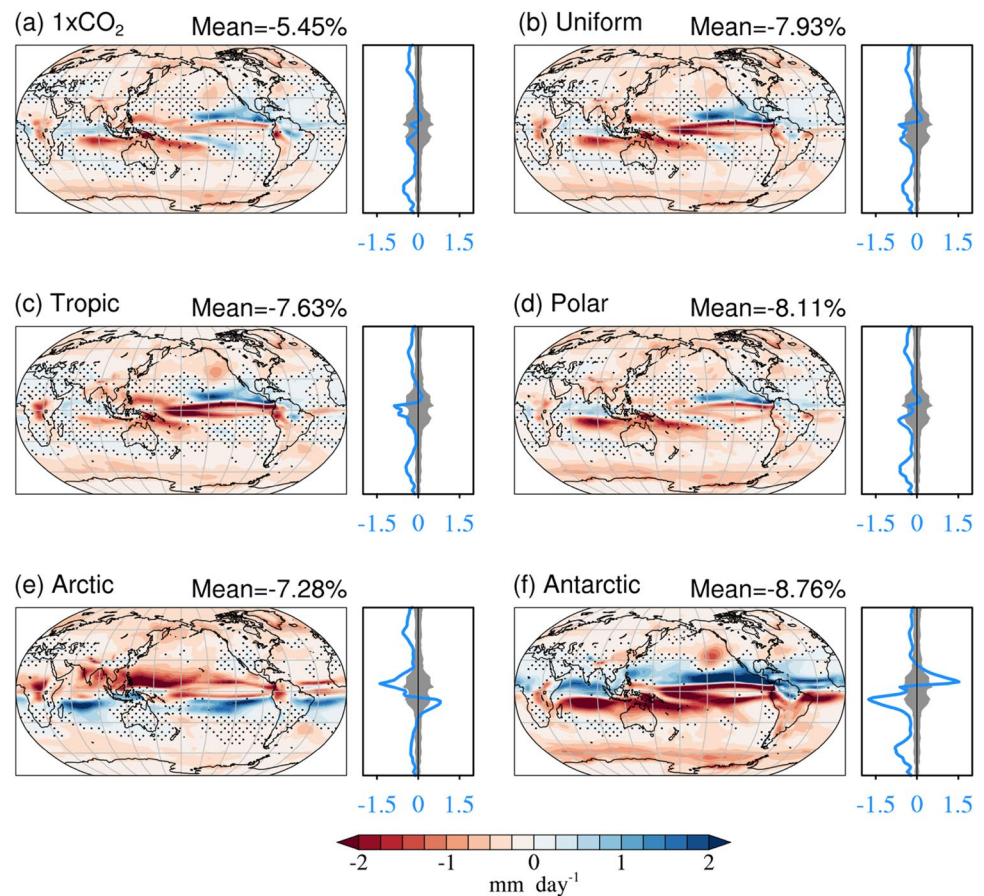 (a) 1xCO₂ Mean=-5.45%
(b) Uniform Mean=-7.93%
-1.5 0 1.5
-1.5 0 1.5
(c) Tropic Mean=-7.63%
(d) Polar Mean=-8.11%
-1.5 0 1.5
-1.5 0 1.5
(e) Arctic Mean=-7.28%
(f) Antarctic Mean=-8.76%
-1.5 0 1.5
-1.5 0 1.5
-2 -1 0 1 2
mm day⁻¹